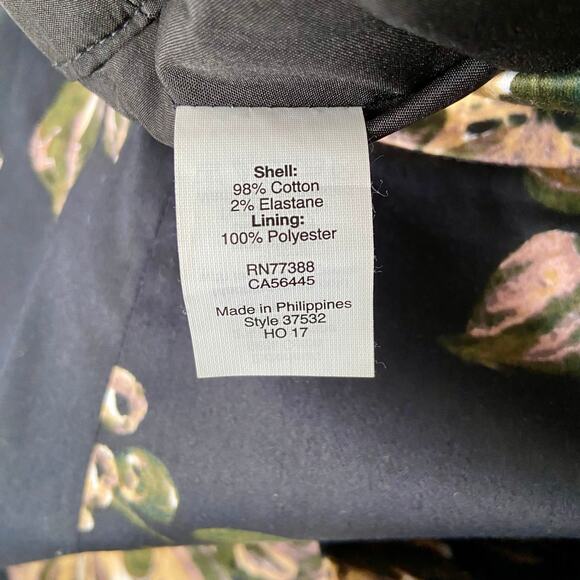 Shell:
98% Cotton
2% Elastane
Lining:
100% Polyester
RN77388
CA56445
Made in Philippines
Style 37532
HO 17